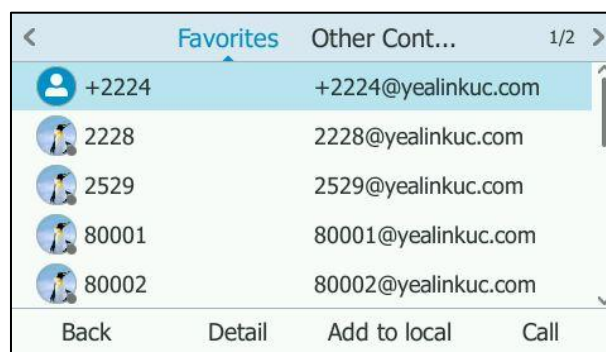 < Favorites Other Cont... 1/2 >
+2224 +2224@yealinkuc.com
2228 2228@yealinkuc.com
2529 2529@yealinkuc.com
80001 80001@yealinkuc.com
80002 80002@yealinkuc.com
Back Detail Add to local Call